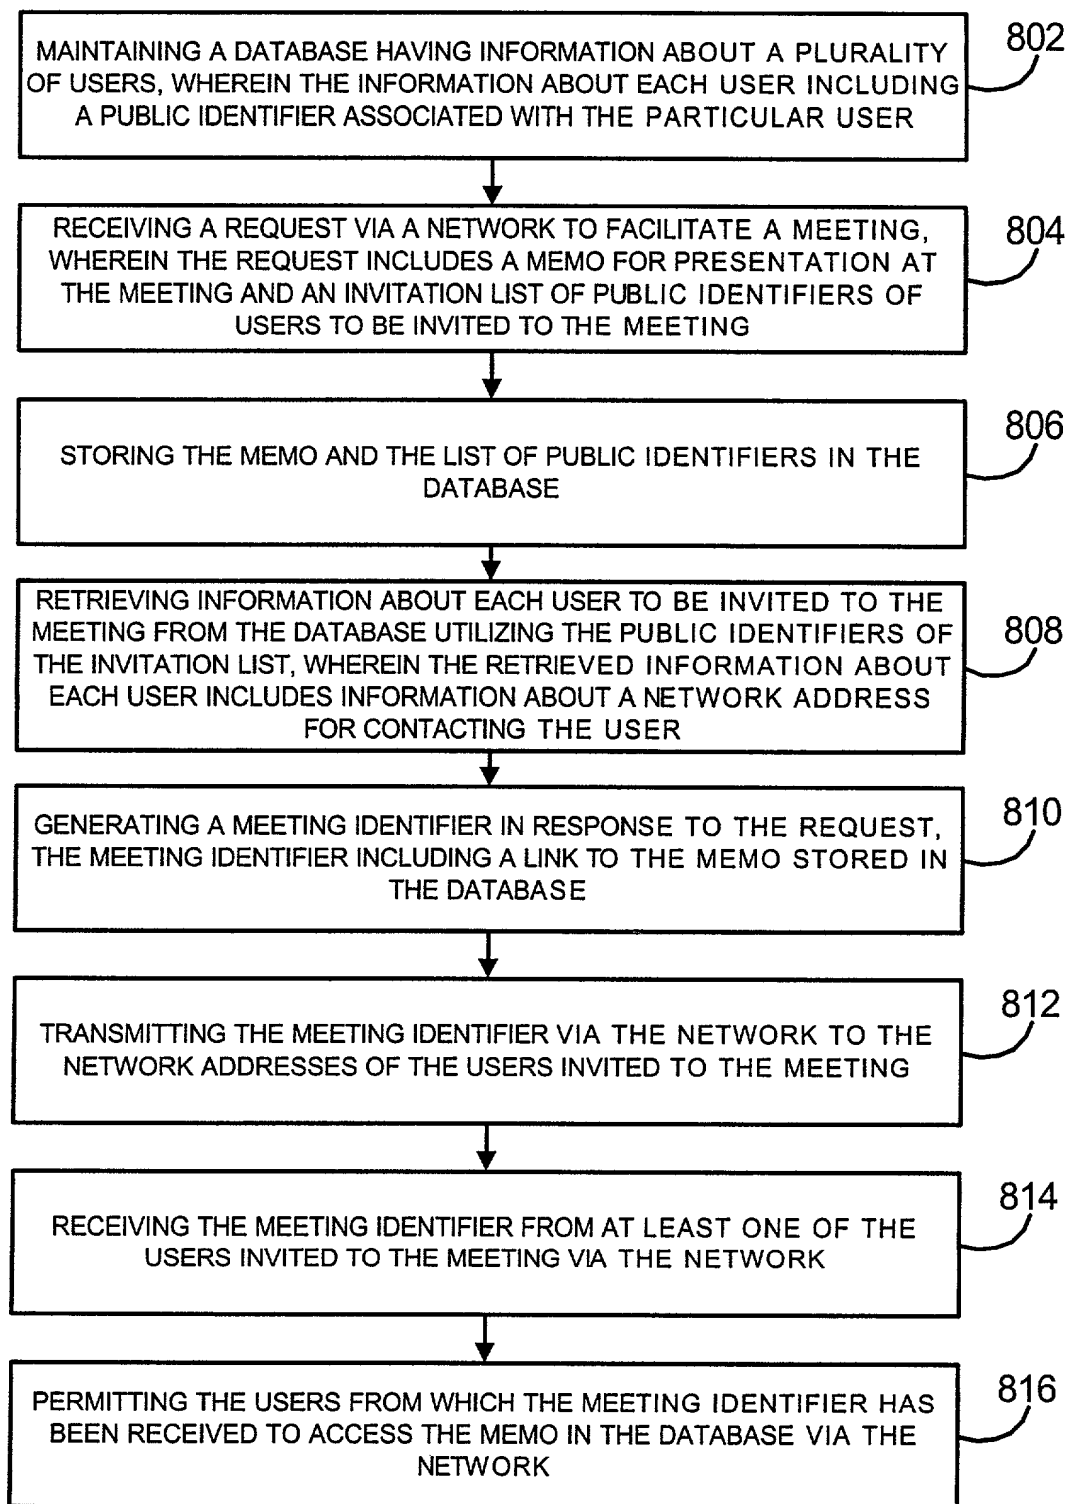 MAINTAINING A DATABASE HAVING INFORMATION ABOUT A PLURALITY
OF USERS, WHEREIN THE INFORMATION ABOUT EACH USER INCLUDING
A PUBLIC IDENTIFIER ASSOCIATED WITH THE PARTICULAR USER
802
RECEIVING A REQUEST VIA A NETWORK TO FACILITATE A MEETING,
WHEREIN THE REQUEST INCLUDES A MEMO FOR PRESENTATION AT
THE MEETING AND AN INVITATION LIST OF PUBLIC IDENTIFIERS OF
USERS TO BE INVITED TO THE MEETING
804
STORING THE MEMO AND THE LIST OF PUBLIC IDENTIFIERS IN THE
DATABASE
806
RETRIEVING INFORMATION ABOUT EACH USER TO BE INVITED TO THE
MEETING FROM THE DATABASE UTILIZING THE PUBLIC IDENTIFIERS OF
THE INVITATION LIST, WHEREIN THE RETRIEVED INFORMATION ABOUT
EACH USER INCLUDES INFORMATION ABOUT A NETWORK ADDRESS
FOR CONTACTING THE USER
808
GENERATING A MEETING IDENTIFIER IN RESPONSE TO THE REQUEST,
THE MEETING IDENTIFIER INCLUDING A LINK TO THE MEMO STORED IN
THE DATABASE
810
TRANSMITTING THE MEETING IDENTIFIER VIA THE NETWORK TO THE
NETWORK ADDRESSES OF THE USERS INVITED TO THE MEETING
812
RECEIVING THE MEETING IDENTIFIER FROM AT LEAST ONE OF THE
USERS INVITED TO THE MEETING VIA THE NETWORK
814
PERMITTING THE USERS FROM WHICH THE MEETING IDENTIFIER HAS
BEEN RECEIVED TO ACCESS THE MEMO IN THE DATABASE VIA THE
NETWORK
816